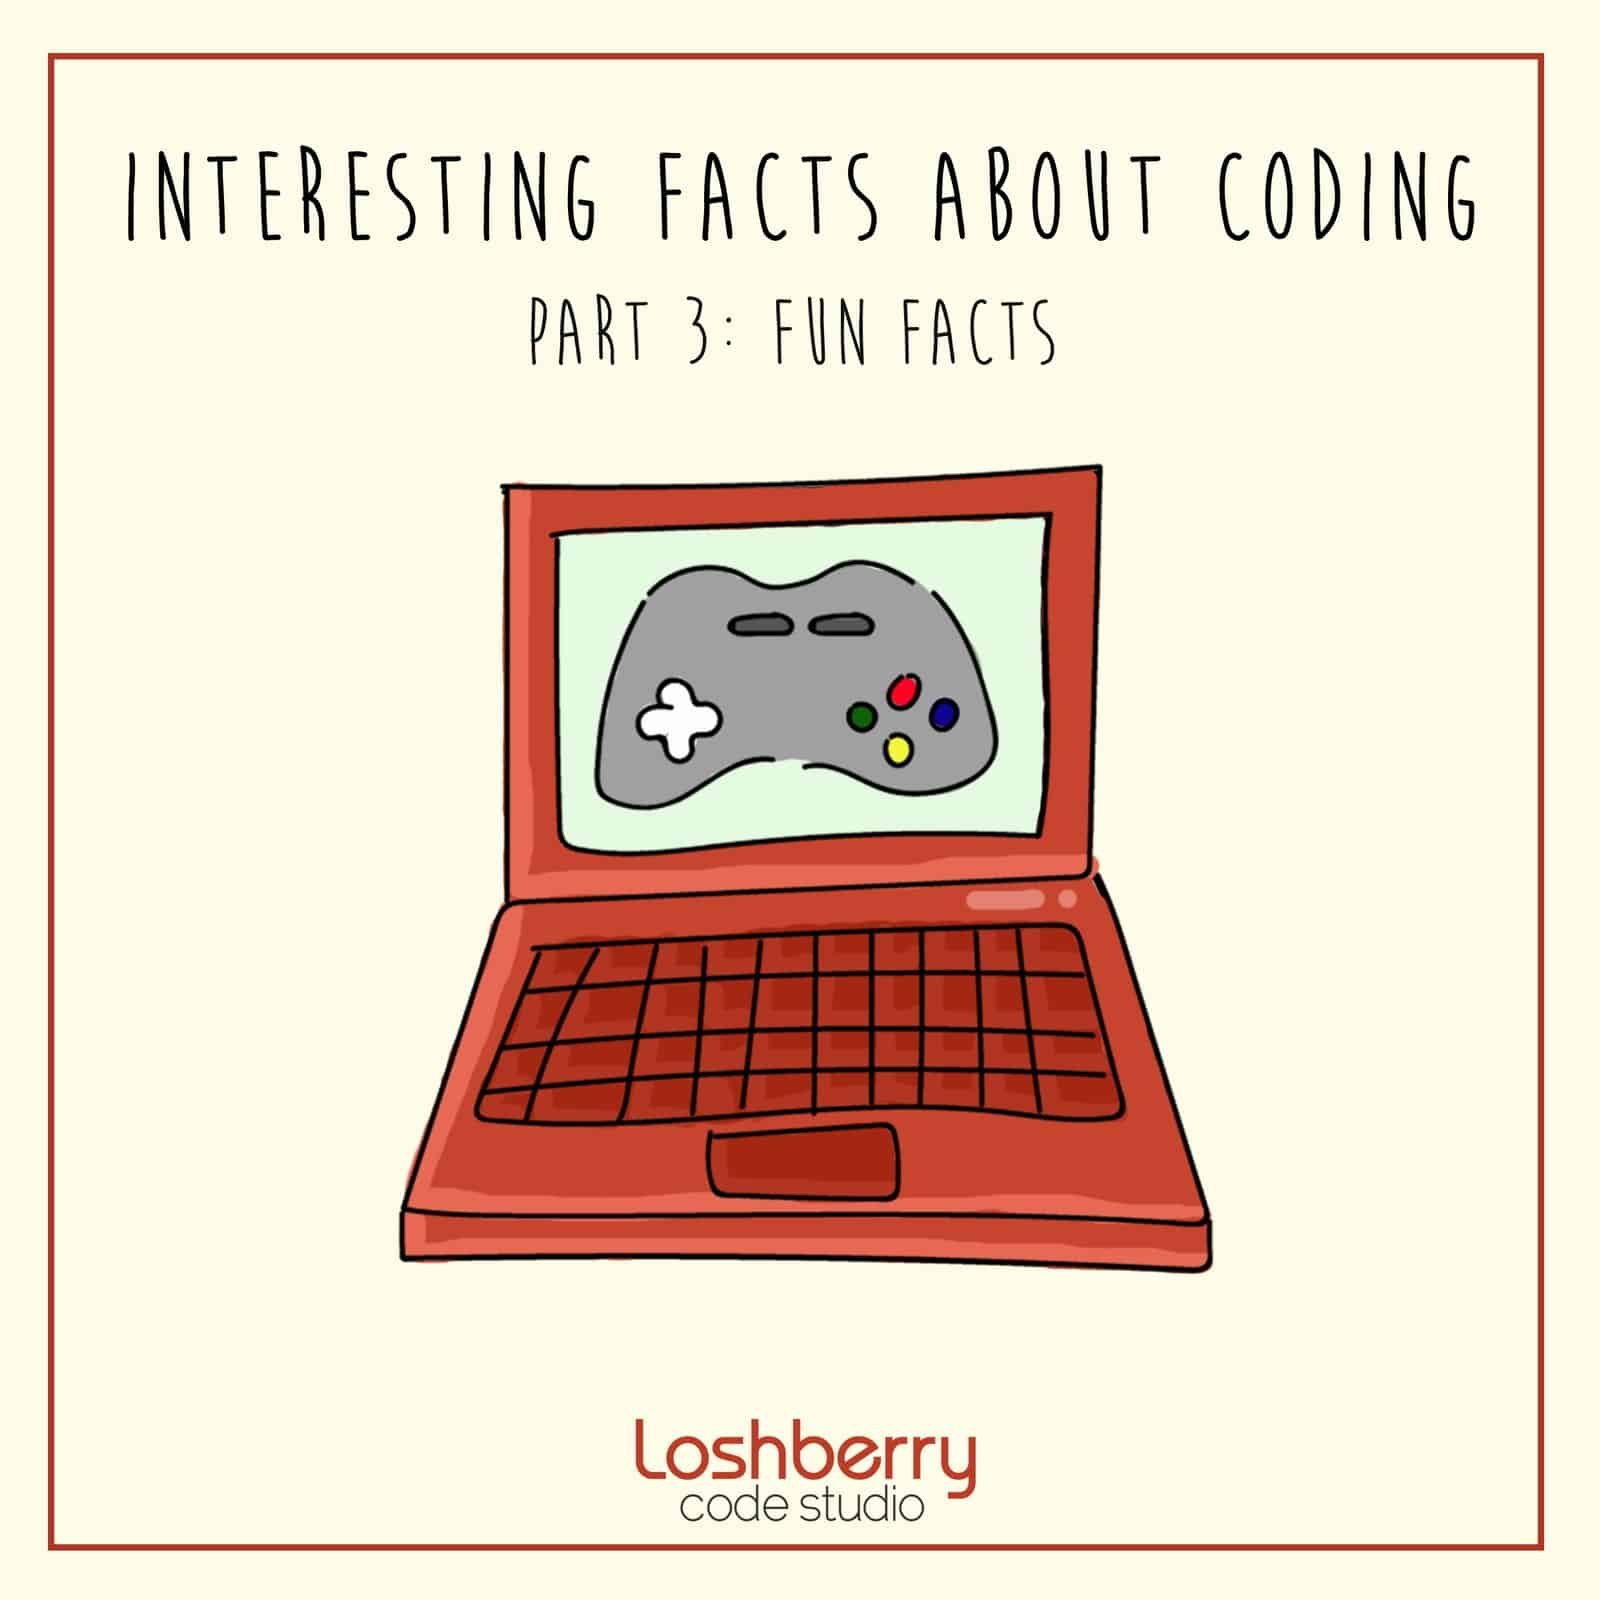 INTERESTING FACTS ABOUT CODING
PART 3: FUN FACTS
Loshberry
code studio